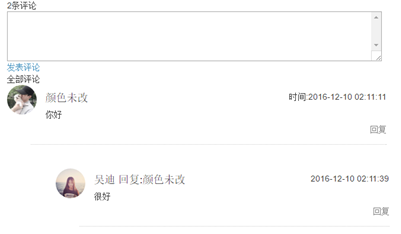 2条评论
发表评论
全部评论
颜色未改 时间:2016-12-10 02:11:11
你好
回复
吴迪 回复:颜色未改 2016-12-10 02:11:39
很好
回复